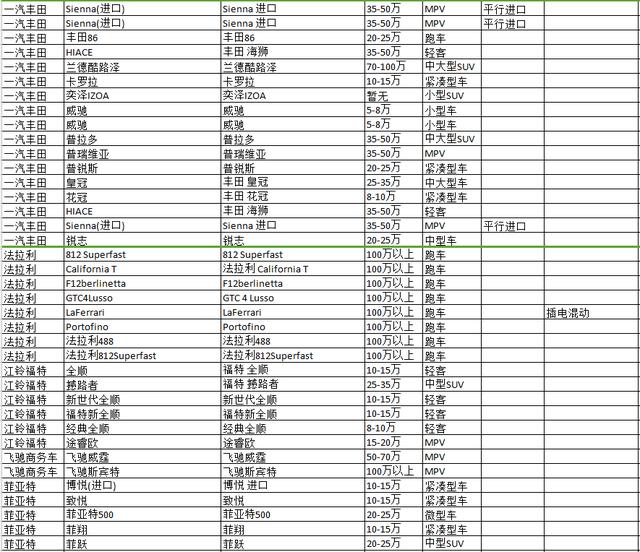 一汽丰田 Sienna(进口) Sienna 进口 35-50万 MPV 平行进口
一汽丰田 Sienna(进口) Sienna 进口 35-50万 MPV 平行进口
一汽丰田 丰田86 丰田86 20-25万 跑车
一汽丰田 HIACE 丰田 海狮 35-50万 轻客
一汽丰田 兰德酷路泽 兰德酷路泽 70-100万 中大型SUV
一汽丰田 卡罗拉 卡罗拉 10-15万 紧凑型车
一汽丰田 奕泽IZOA 奕泽IZOA 暂无 小型SUV
一汽丰田 威驰 威驰 5-8万 小型车
一汽丰田 威驰 威驰 5-8万 小型车
一汽丰田 普拉多 普拉多 35-50万 中大型SUV
一汽丰田 普瑞维亚 普瑞维亚 35-50万 MPV
一汽丰田 普锐斯 普锐斯 20-25万 紧凑型车
一汽丰田 皇冠 丰田 皇冠 25-35万 中大型车
一汽丰田 花冠 丰田 花冠 8-10万 紧凑型车
一汽丰田 HIACE 丰田 海狮 35-50万 轻客
一汽丰田 Sienna(进口) Sienna 进口 35-50万 MPV 平行进口
一汽丰田 锐志 锐志 20-25万 中型车
法拉利 812 Superfast 812 Superfast 100万以上 跑车
法拉利 California T 法拉利 California T 100万以上 跑车
法拉利 F12berlinetta F12berlinetta 100万以上 跑车
法拉利 GTC4Lusso GTC 4 Lusso 100万以上 跑车
法拉利 LaFerrari LaFerrari 100万以上 跑车 插电混动
法拉利 Portofino Portofino 100万以上 跑车
法拉利 法拉利488 法拉利488 100万以上 跑车
法拉利 法拉利812Superfast 法拉利812Superfast 100万以上 跑车
江铃福特 全顺 福特 全顺 10-15万 轻客
江铃福特 撼路者 福特 撼路者 25-35万 中型SUV
江铃福特 新世代全顺 新世代全顺 10-15万 轻客
江铃福特 福特新全顺 福特新全顺 10-15万 轻客
江铃福特 经典全顺 经典全顺 8-10万 轻客
江铃福特 途睿欧 途睿欧 15-20万 MPV
飞驰商务车 飞驰威霆 飞驰威霆 50-70万 MPV
飞驰商务车 飞驰斯宾特 飞驰斯宾特 100万以上 MPV
菲亚特 博悦(进口) 博悦 进口 10-15万 紧凑型车
菲亚特 致悦 致悦 10-15万 紧凑型车
菲亚特 菲亚特500 菲亚特500 20-25万 微型车
菲亚特 菲翔 菲翔 10-15万 紧凑型车
菲亚特 菲跃 菲跃 20-25万 中型SUV